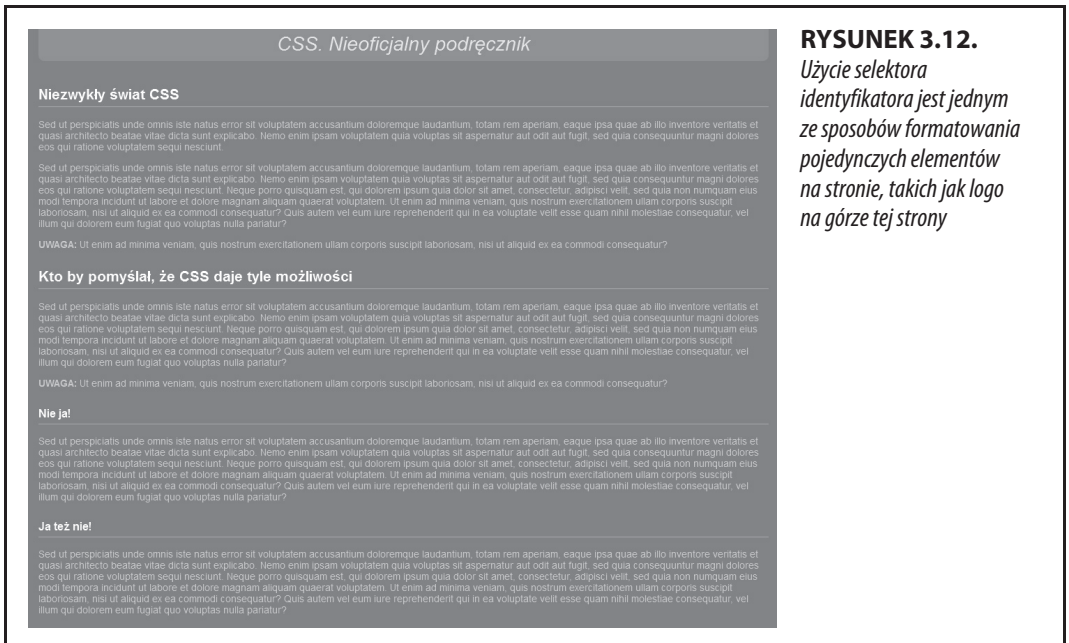 CSS. Nieoficjalny podręcznik
Niezwykły świat CSS
Sed ut perspiciatis unde omnis iste natus error sit voluptatem accusantium doloremque laudantium, totam rem aperiam, eaque ipsa quae ab illo inventore veritatis et
quasi architecto beatae vitae dicta sunt explicabo. Nemo enim ipsam voluptatem quia voluptas sit aspernatur aut odit aut fugit, sed quia consequuntur magni dolores
eos qui ratione voluptatem sequi nesciunt.
Sed ut perspiciatis unde omnis iste natus error sit voluptatem accusantium doloremque laudantium, totam rem aperiam, eaque ipsa quae ab illo inventore veritatis et
quasi architecto beatae vitae dicta sunt explicabo. Nemo enim ipsam voluptatem quia voluptas sit aspernatur aut odit aut fugit, sed quia consequuntur magni dolores
eos qui ratione voluptatem sequi nesciunt. Neque porro quisquam est, qui dolorem ipsum quia dolor sit amet, consectetur, adipisci velit, sed quia non numquam eius
modi tempora incidunt ut labore et dolore magnam aliquam quaerat voluptatem. Ut enim ad minima veniam, quis nostrum exercitationem ullam corporis suscipit
laboriosam, nisi ut aliquid ex ea commodi consequatur? Quis autem vel eum iure reprehenderit qui in ea voluptate velit esse quam nihil molestiae consequatur, vel
illum qui dolorem eum fugiat quo voluptas nulla pariatur?
UWAGA: Ut enim ad minima veniam, quis nostrum exercitationem ullam corporis suscipit laboriosam, nisi ut aliquid ex ea commodi consequatur?
Kto by pomyślał, że CSS daje tyle możliwości
Sed ut perspiciatis unde omnis iste natus error sit voluptatem accusantium doloremque laudantium, totam rem aperiam, eaque ipsa quae ab illo inventore veritatis et
quasi architecto beatae vitae dicta sunt explicabo. Nemo enim ipsam voluptatem quia voluptas sit aspernatur aut odit aut fugit, sed quia consequuntur magni dolores
eos qui ratione voluptatem sequi nesciunt. Neque porro quisquam est, qui dolorem ipsum quia dolor sit amet, consectetur, adipisci velit, sed quia non numquam eius
modi tempora incidunt ut labore et dolore magnam aliquam quaerat voluptatem. Ut enim ad minima veniam, quis nostrum exercitationem ullam corporis suscipit
laboriosam, nisi ut aliquid ex ea commodi consequatur? Quis autem vel eum iure reprehenderit qui in ea voluptate velit esse quam nihil molestiae consequatur, vel
illum qui dolorem eum fugiat quo voluptas nulla pariatur?
UWAGA: Ut enim ad minima veniam, quis nostrum exercitationem ullam corporis suscipit laboriosam, nisi ut aliquid ex ea commodi consequatur?
Nie ja!
Sed ut perspiciatis unde omnis iste natus error sit voluptatem accusantium doloremque laudantium, totam rem aperiam, eaque ipsa quae ab illo inventore veritatis et
quasi architecto beatae vitae dicta sunt explicabo. Nemo enim ipsam voluptatem quia voluptas sit aspernatur aut odit aut fugit, sed quia consequuntur magni dolores
eos qui ratione voluptatem sequi nesciunt. Neque porro quisquam est, qui dolorem ipsum quia dolor sit amet, consectetur, adipisci velit, sed quia non numquam eius
modi tempora incidunt ut labore et dolore magnam aliquam quaerat voluptatem. Ut enim ad minima veniam, quis nostrum exercitationem ullam corporis suscipit
laboriosam, nisi ut aliquid ex ea commodi consequatur? Quis autem vel eum iure reprehenderit qui in ea voluptate velit esse quam nihil molestiae consequatur, vel
illum qui dolorem eum fugiat quo voluptas nulla pariatur?
Ja też nie!
Sed ut perspiciatis unde omnis iste natus error sit voluptatem accusantium doloremque laudantium, totam rem aperiam, eaque ipsa quae ab illo inventore veritatis et
quasi architecto beatae vitae dicta sunt explicabo. Nemo enim ipsam voluptatem quia voluptas sit aspernatur aut odit aut fugit, sed quia consequuntur magni dolores
eos qui ratione voluptatem sequi nesciunt. Neque porro quisquam est, qui dolorem ipsum quia dolor sit amet, consectetur, adipisci velit, sed quia non numquam eius
modi tempora incidunt ut labore et dolore magnam aliquam quaerat voluptatem. Ut enim ad minima veniam, quis nostrum exercitationem ullam corporis suscipit
laboriosam, nisi ut aliquid ex ea commodi consequatur? Quis autem vel eum iure reprehenderit qui in ea voluptate velit esse quam nihil molestiae consequatur, vel
illum qui dolorem eum fugiat quo voluptas nulla pariatur?
RYSUNEK 3.12.
Użycie selektora
identyfikatora jest jednym
ze sposobów formatowania
pojedynczych elementów
na stronie, takich jak logo
na górze tej strony